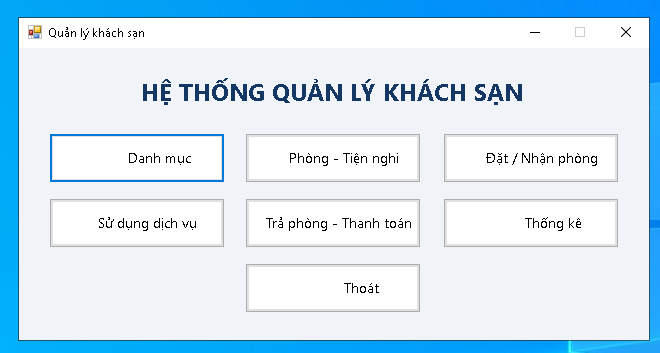 Quản lý khách sạn
HỆ THỐNG QUẢN LÝ KHÁCH SẠN
Danh mục
Phòng - Tiện nghi
Đặt / Nhận phòng
Sử dụng dịch vụ
Trả phòng - Thanh toán
Thống kê
Thoát